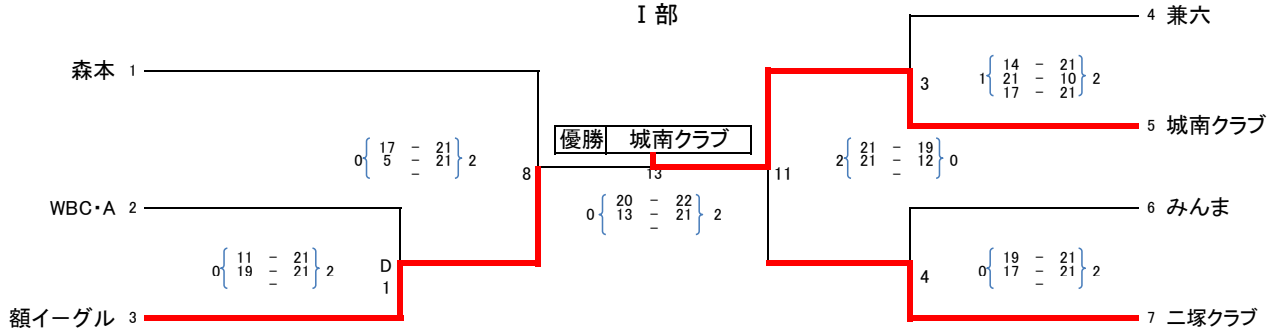 Ⅰ部
4 兼六
森本 1
14 － 21
1 21 － 10 2
17 － 21
3
5 城南クラブ
優勝 城南クラブ
17 － 21
0 5 － 21 2
－
21 － 19
2 21 － 12 0
－
8
13
11
WBC・A 2
20 － 22
0 13 － 21 2
－
6 みんま
11 － 21
0 19 － 21 2
－
D
1
19 － 21
0 17 － 21 2
－
4
額イーグル 3
7 二塚クラブ